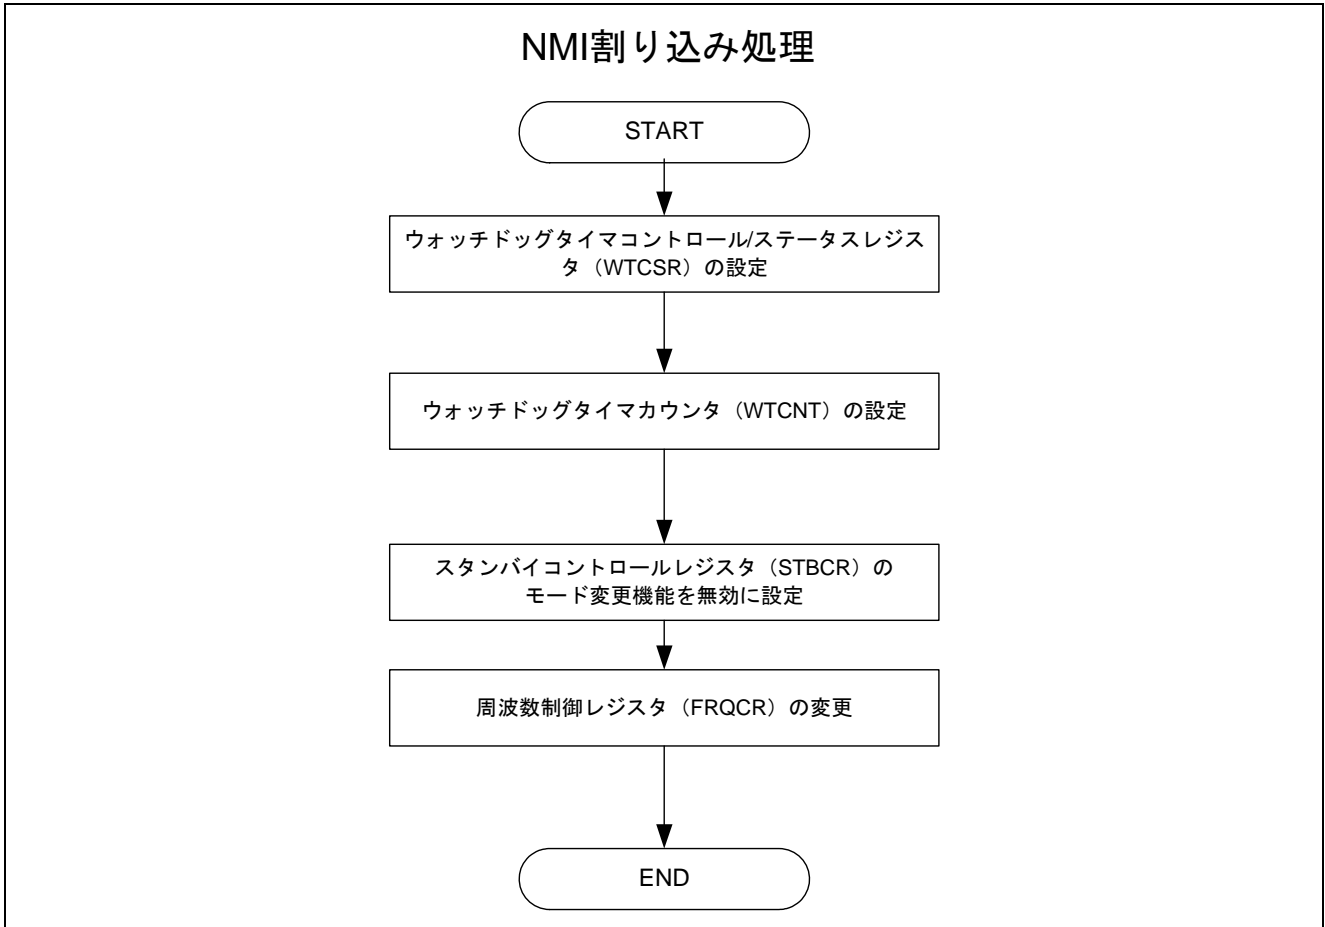 NMI割り込み処理
START
ウォッチドッグタイマコントロール/ステータスレジス
タ（WTCSR）の設定
ウォッチドッグタイマカウンタ（WTCNT）の設定
スタンバイコントロールレジスタ（STBCR）の
モード変更機能を無効に設定
周波数制御レジスタ（FRQCR）の変更
END